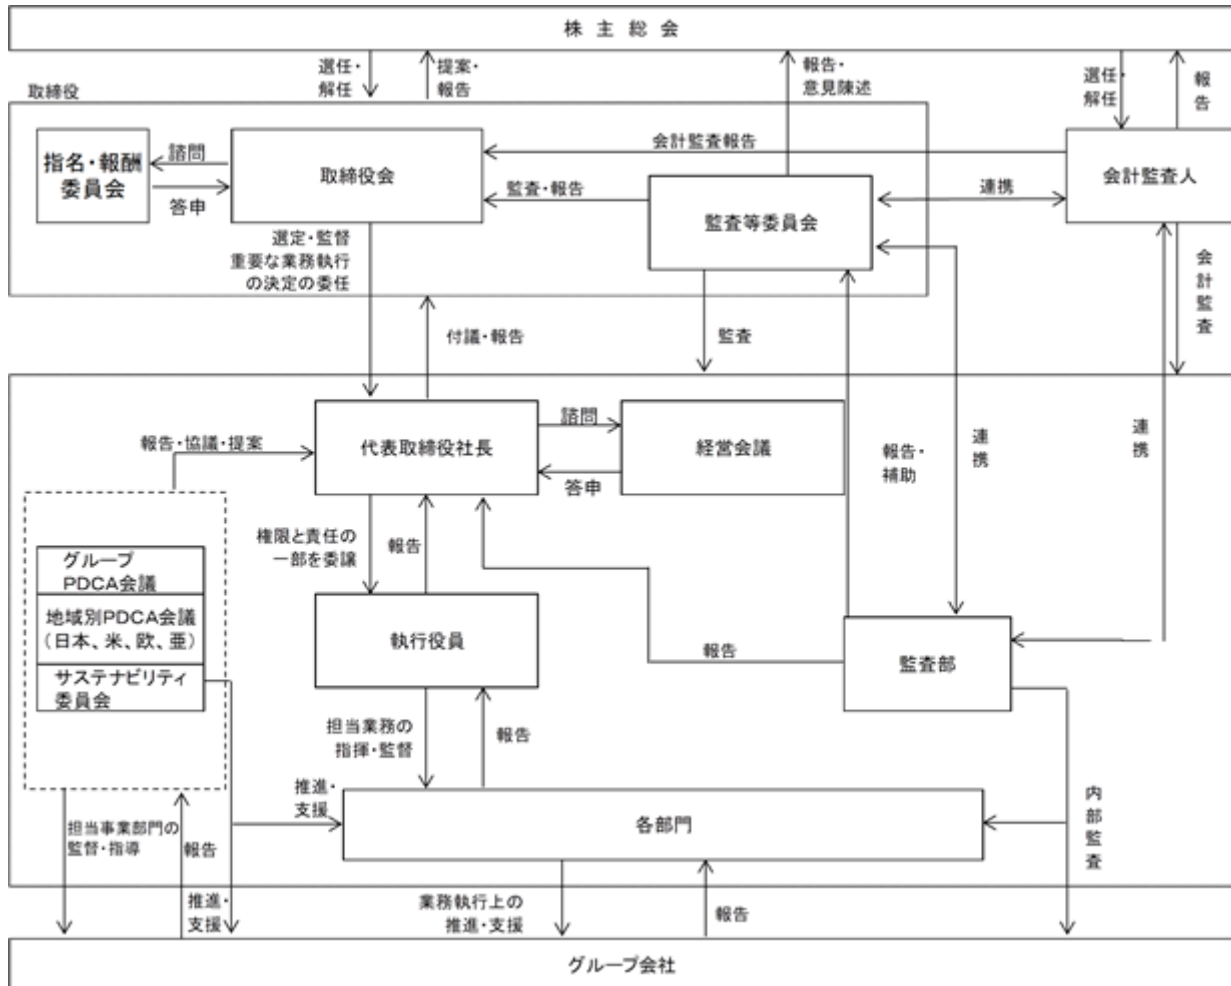 株主総会
選任・
解任
提案・
報告
報告・
意見陳述
選任・
解任
報告
取締役
指名・報酬
委員会
諮問
答申
取締役会
会計監査報告
監査・報告
監査等委員会
連携
会計監査人
選定・監督
重要な業務執行
の決定の委任
付議・報告
監査
会計監査
報告・協議・提案
代表取締役社長
諮問
答申
経営会議
報告・
補助
連携
連携
権限と責任の
一部を委譲
報告
グループ
PDCA会議
地域別PDCA会議
(日本、米、欧、亜)
サステナビリティ
委員会
執行役員
報告
監査部
担当業務の
指揮・監督
報告
推進・
支援
各部門
内部監査
担当事業部門の
監督・指導
報告
推進・
支援
業務執行上の
推進・支援
報告
グループ会社